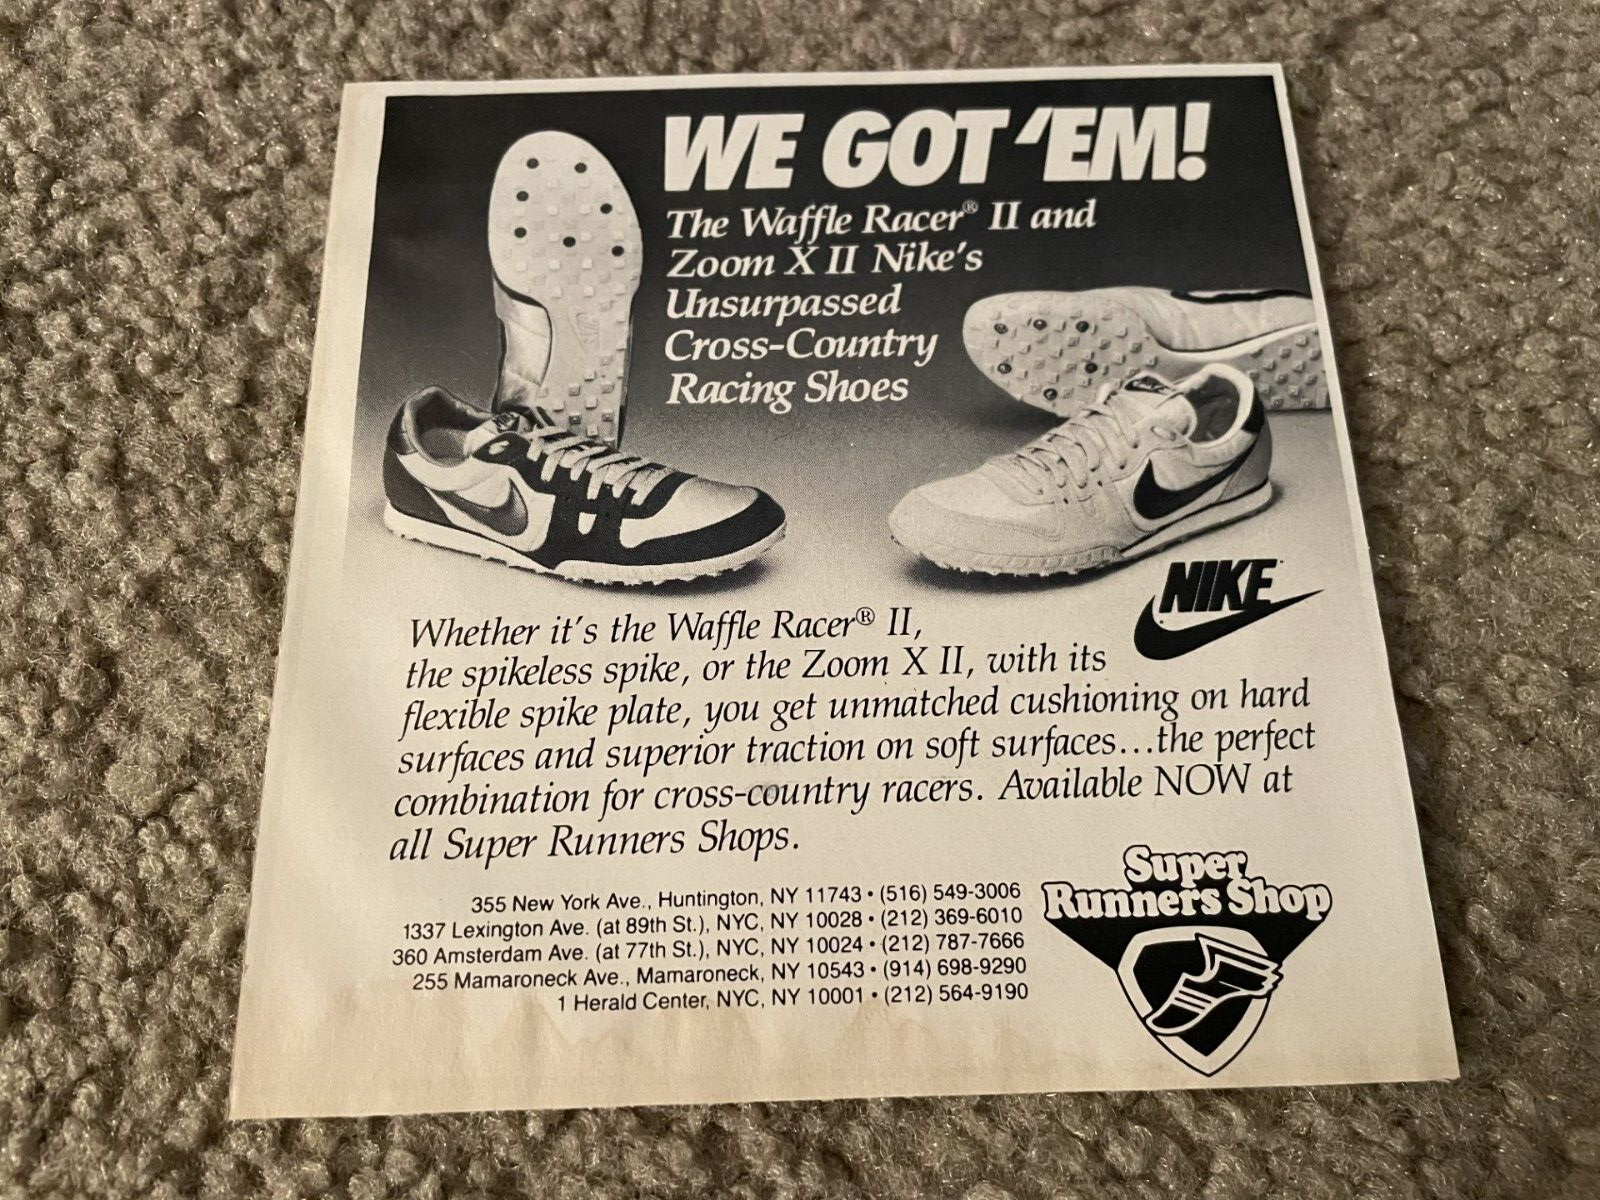 WE GOT 'EM!
The Waffle Racer® II and
Zoom X II Nike's
Unsurpassed
Cross-Country
Racing Shoes
NIKE
Whether it's the Waffle Racer® II,
the spikeless spike, or the Zoom X II, with its
flexible spike plate, you get unmatched cushioning on hard
surfaces and superior traction on soft surfaces...the perfect
combination for cross-country racers. Available NOW at
all Super Runners Shops.
355 New York Ave., Huntington, NY 11743 • (516) 549-3006
1337 Lexington Ave. (at 89th St.), NYC, NY 10028 • (212) 369-6010
360 Amsterdam Ave. (at 77th St.), NYC, NY 10024 • (212) 787-7666
255 Mamaroneck Ave., Mamaroneck, NY 10543 • (914) 698-9290
1 Herald Center, NYC, NY 10001 • (212) 564-9190
Super
Runners Shop